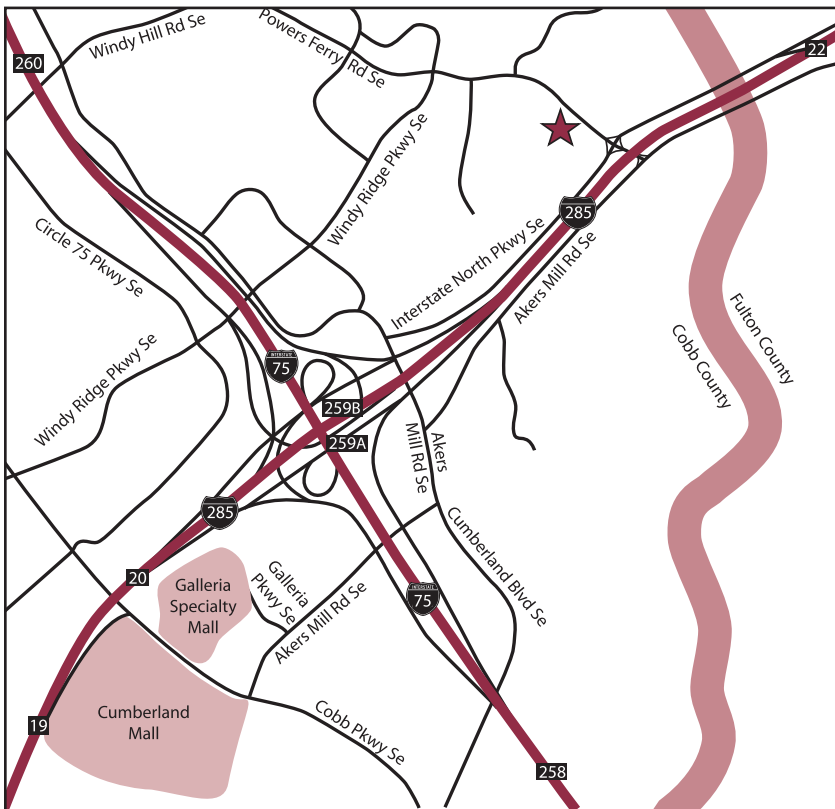 Windy Hill Rd Se
Powers Ferry Rd Se
22
260
Windy Ridge Pkwy Se
285
Circle 75 Pkwy Se
Interstate North Pkwy Se
Akers Mill Rd Se
Fulton County
Cobb County
INTERSTATE
75
Windy Ridge Pkwy Se
259B
259A
Akers
Mill Rd Se
285
Cumberland Blvd Se
20
Galleria
Specialty
Mall
Galleria
Pkwy Se
INTERSTATE
75
Akers Mill Rd Se
Cumberland
Mall
19
Cobb Pkwy Se
258